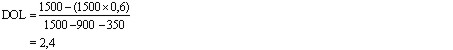 DOL = 1500 − (1500×0,6) / 1500 −900 − 350
= 2,4